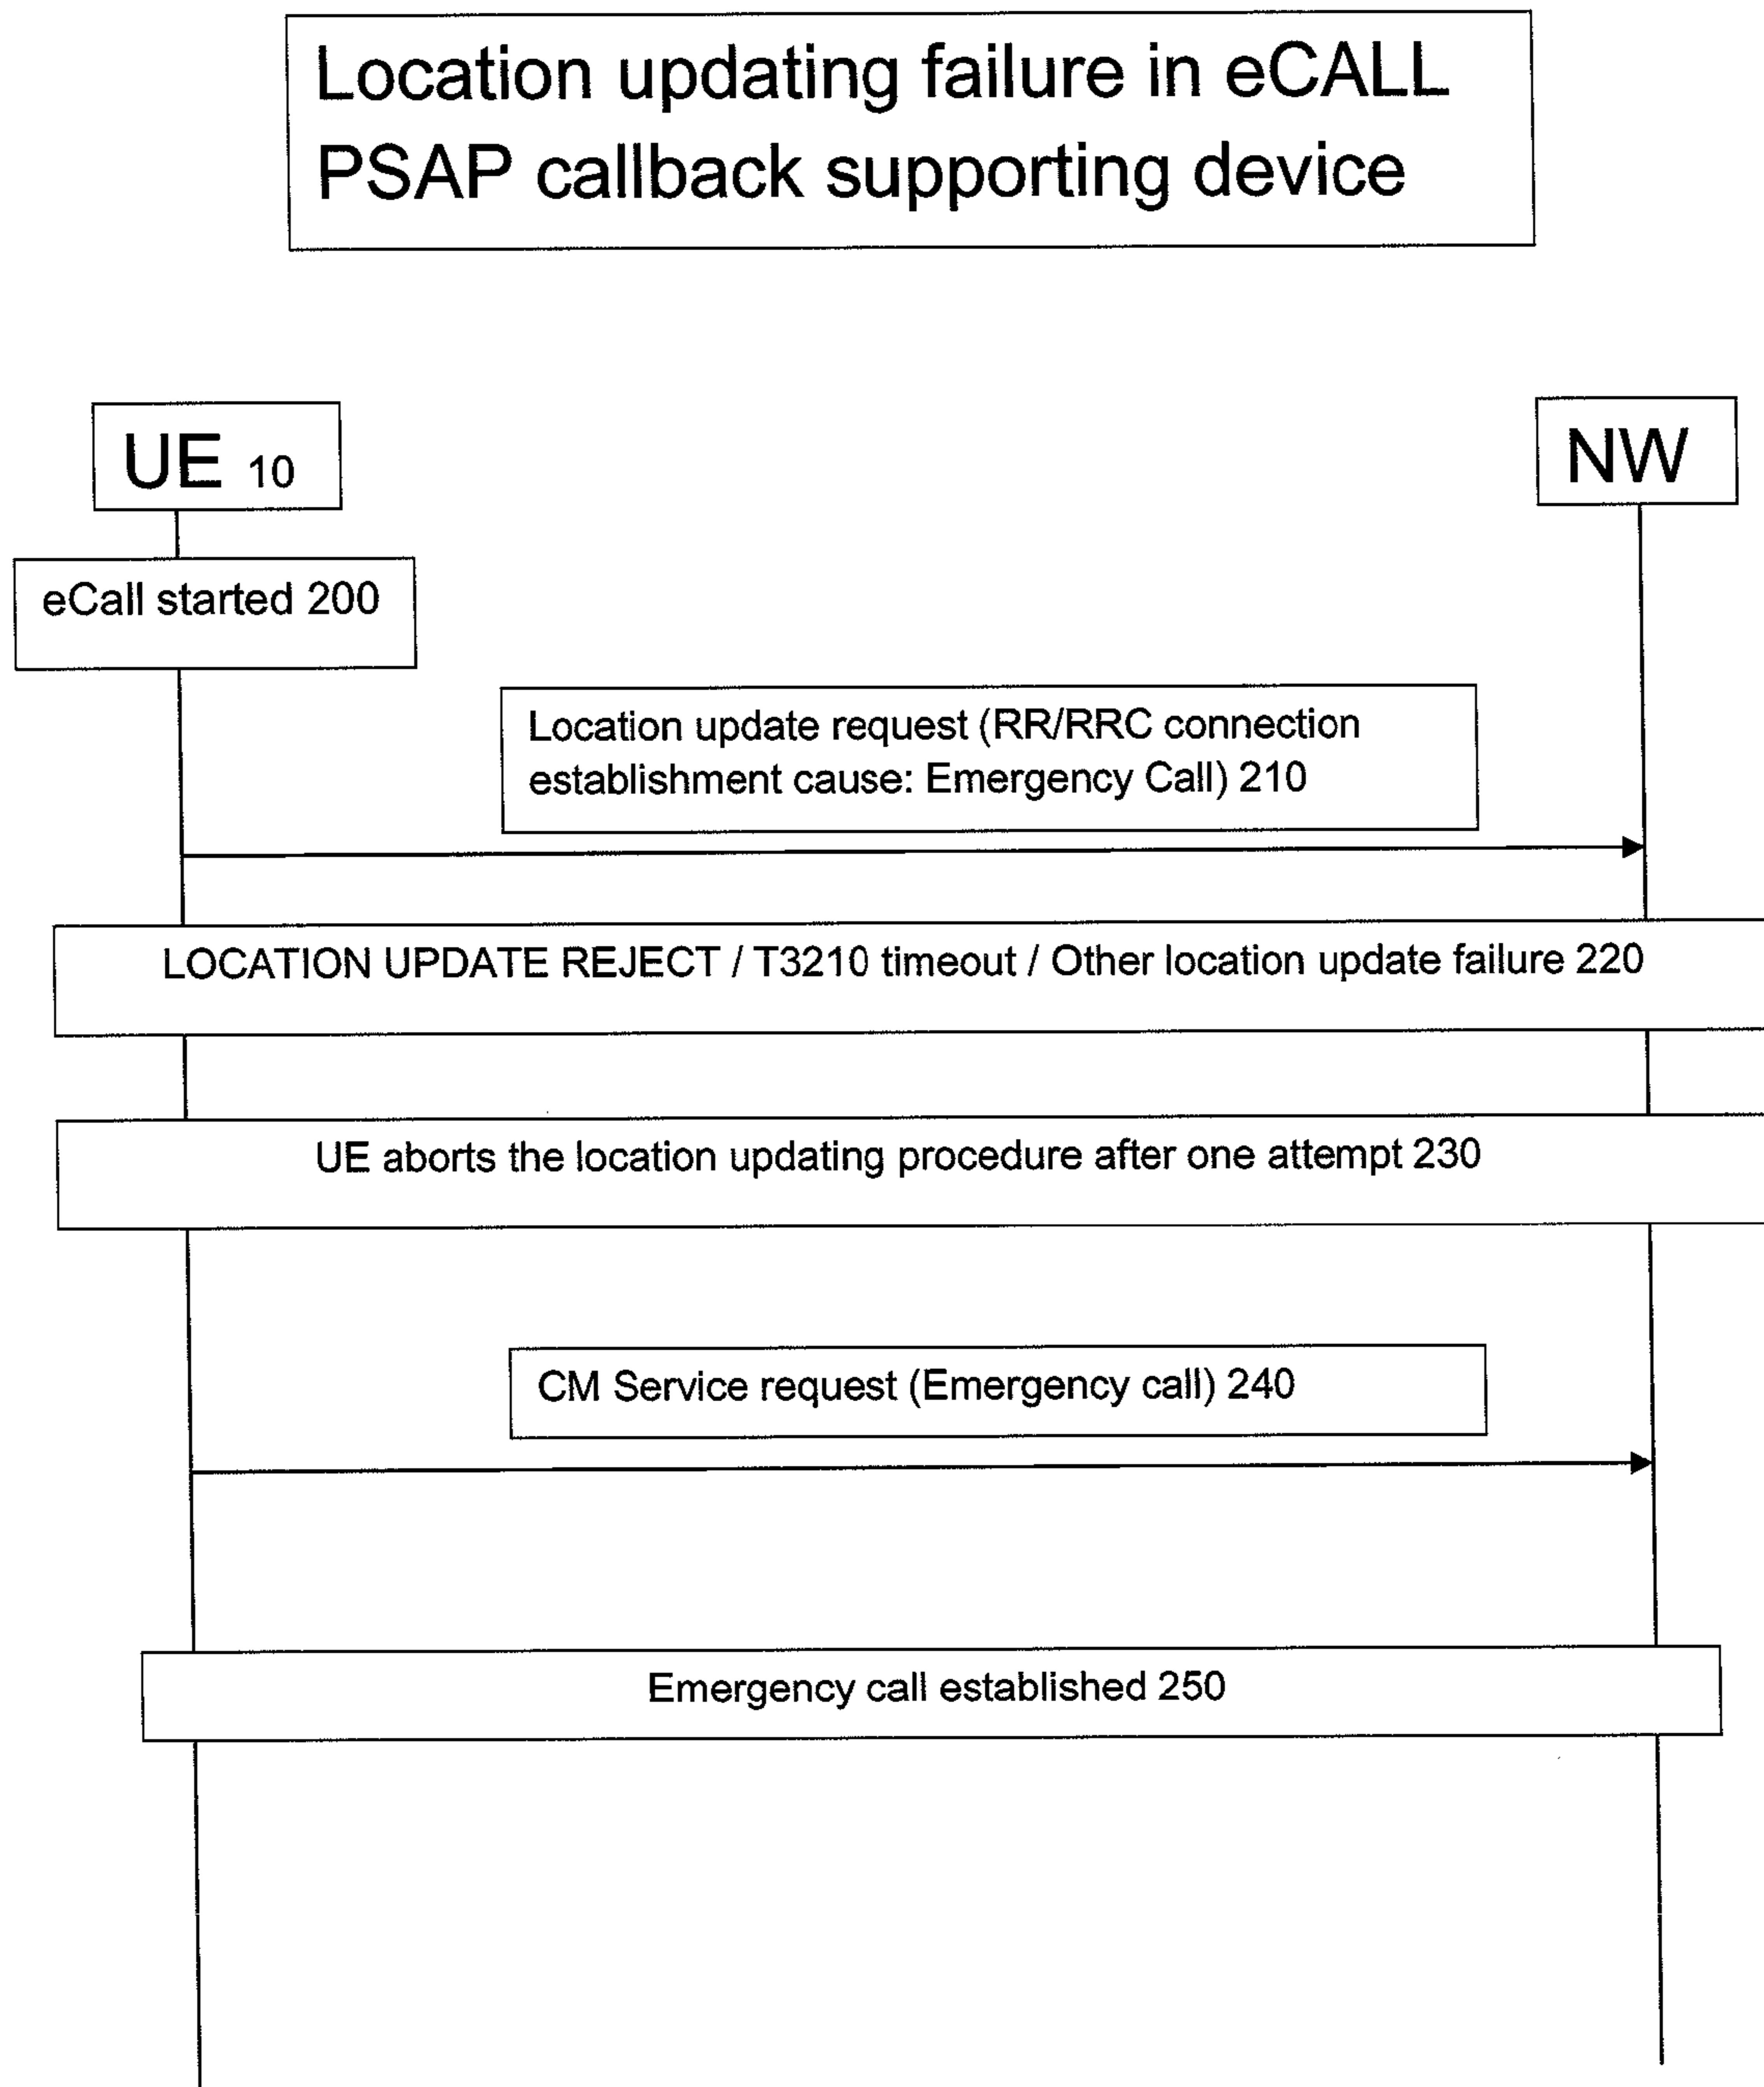 Location updating failure in eCALL
PSAP callback supporting device
UE 10
NW
eCall started 200
Location update request (RR/RRC connection
establishment cause: Emergency Call) 210
LOCATION UPDATE REJECT / T3210 timeout / Other location update failure 220
UE aborts the location updating procedure after one attempt 230
CM Service request (Emergency call) 240
Emergency call established 250